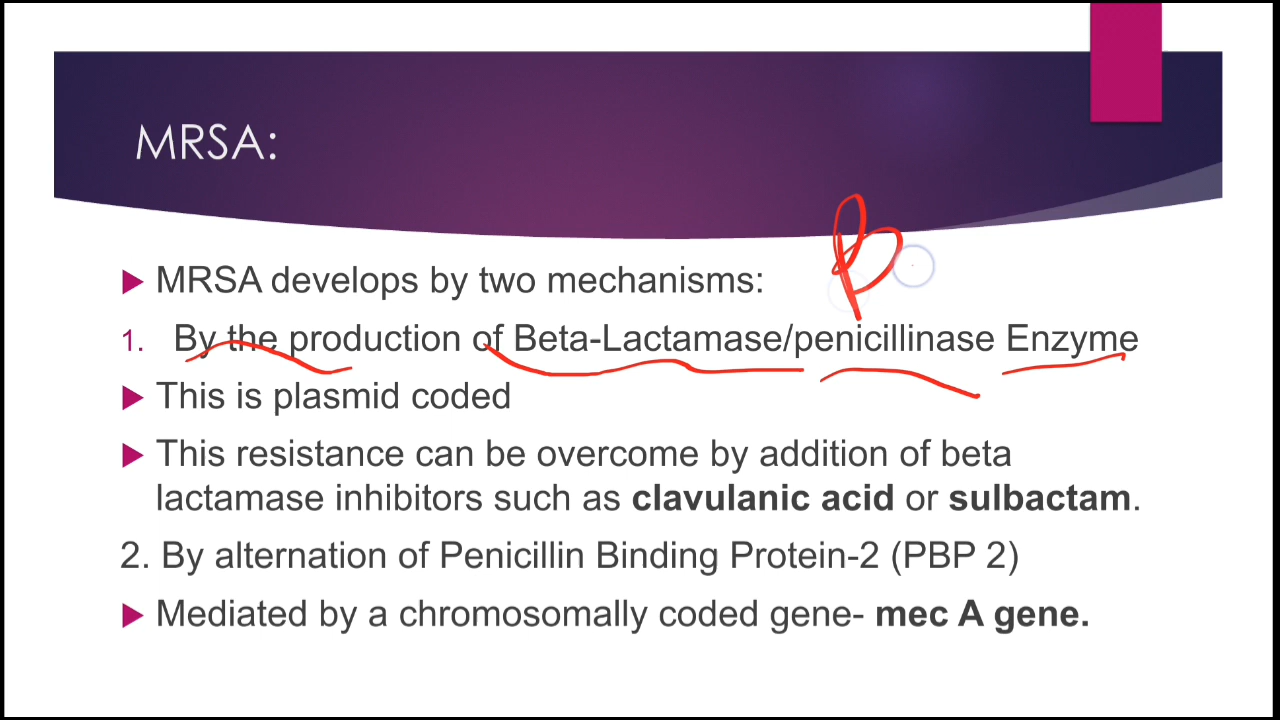 MRSA:
MRSA develops by two mechanisms:
1. By the production of Beta-Lactamase/penicillinase Enzyme
This is plasmid coded
This resistance can be overcome by addition of beta
lactamase inhibitors such as clavulanic acid or sulbactam.
2. By alternation of Penicillin Binding Protein-2 (PBP 2)
Mediated by a chromosomally coded gene- mec A gene.